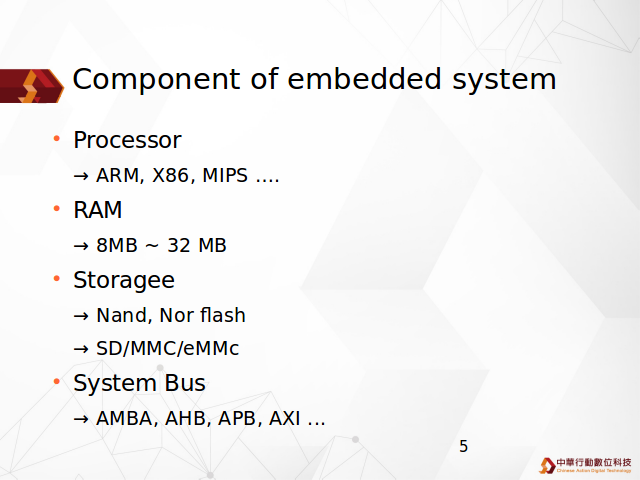 Component of embedded system
• Processor
→ ARM, X86, MIPS ....
• RAM
→ 8MB ~ 32 MB
• Storagee
→ Nand, Nor flash
→ SD/MMC/eMMc
• System Bus
→ AMBA, AHB, APB, AXI ...
5
中華行動數位科技
Chinese Action Digital Technology